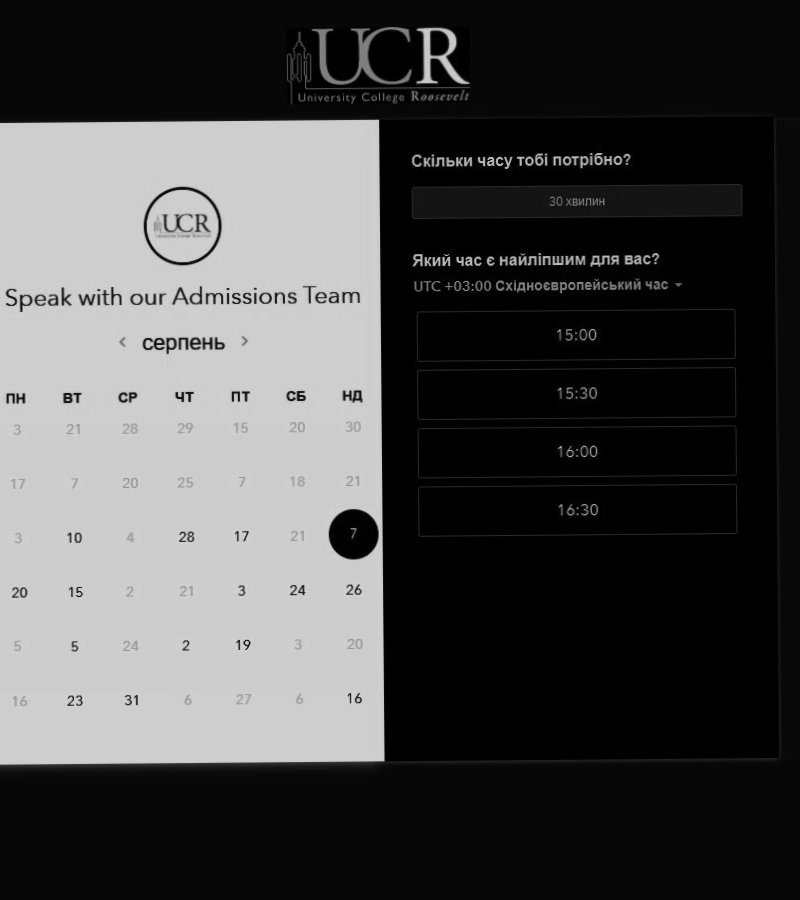 UCR
University College Roosevelt
UCR
University College Roosevelt
Speak with our Admissions Team
серпень
ПН ВТ СР ЧТ ПТ СБ НД
3 21 28 29 15 20 30
17 7 20 25 7 18 21
3 10 4 28 17 21 7
20 15 2 21 3 24 26
5 5 24 2 19 3 20
16 23 31 6 27 6 16
Скільки часу тобі потрібно?
30 хвилин
Який час є найліпшим для вас?
UTC +03:00 Східноєвропейський час
15:00
15:30
16:00
16:30